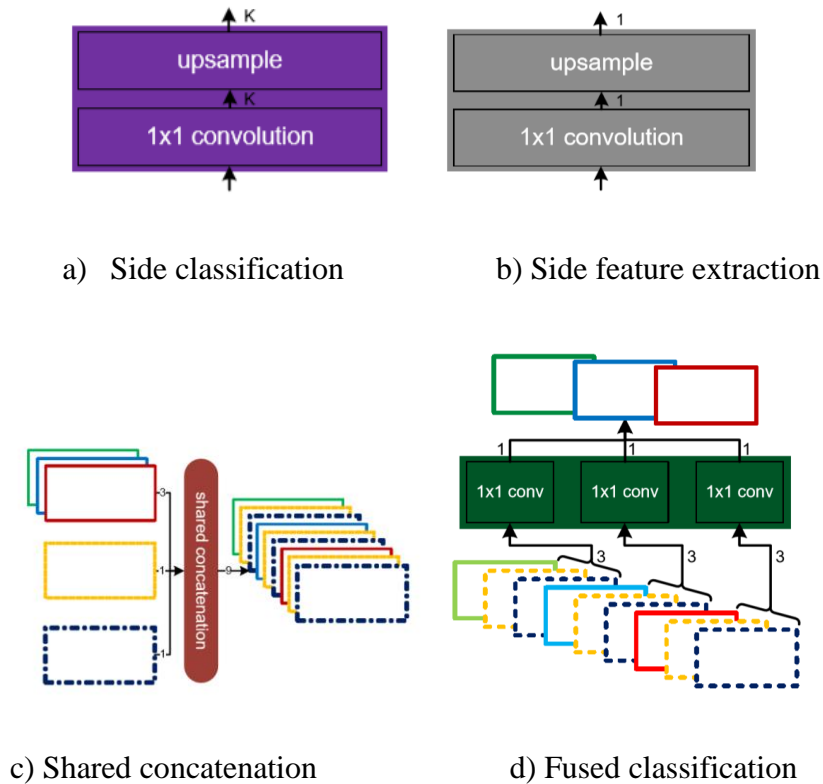 K
upsample
K
1x1 convolution
1
upsample
1
1x1 convolution
a) Side classification
b) Side feature extraction
3
1
1
shared concatenation
9
1
1
1
1x1 conv
1x1 conv
1x1 conv
3
3
3
c) Shared concatenation
d) Fused classification